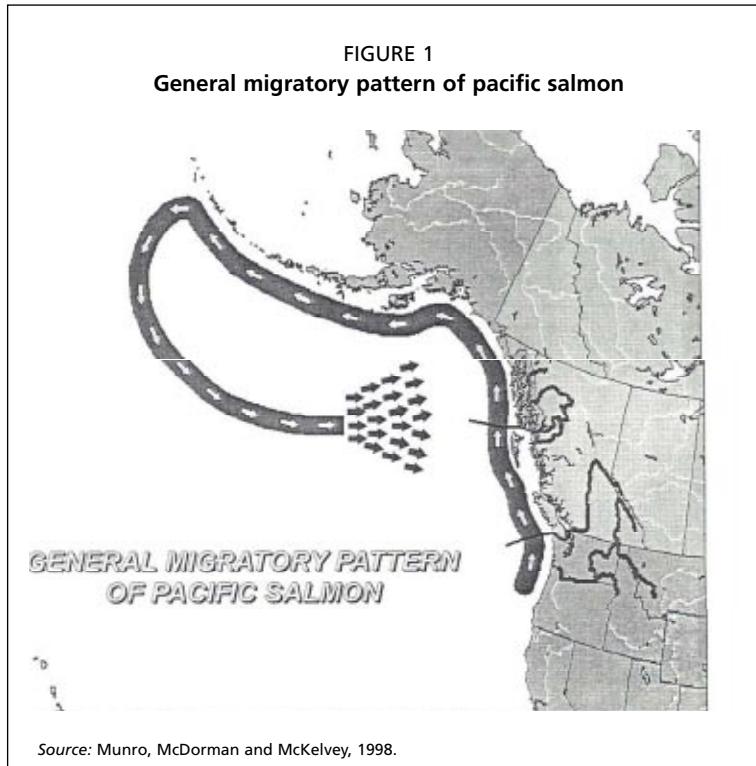 FIGURE 1
General migratory pattern of pacific salmon
GENERAL MIGRATORY PATTERN
OF PACIFIC SALMON
Source: Munro, McDorman and McKelvey, 1998.